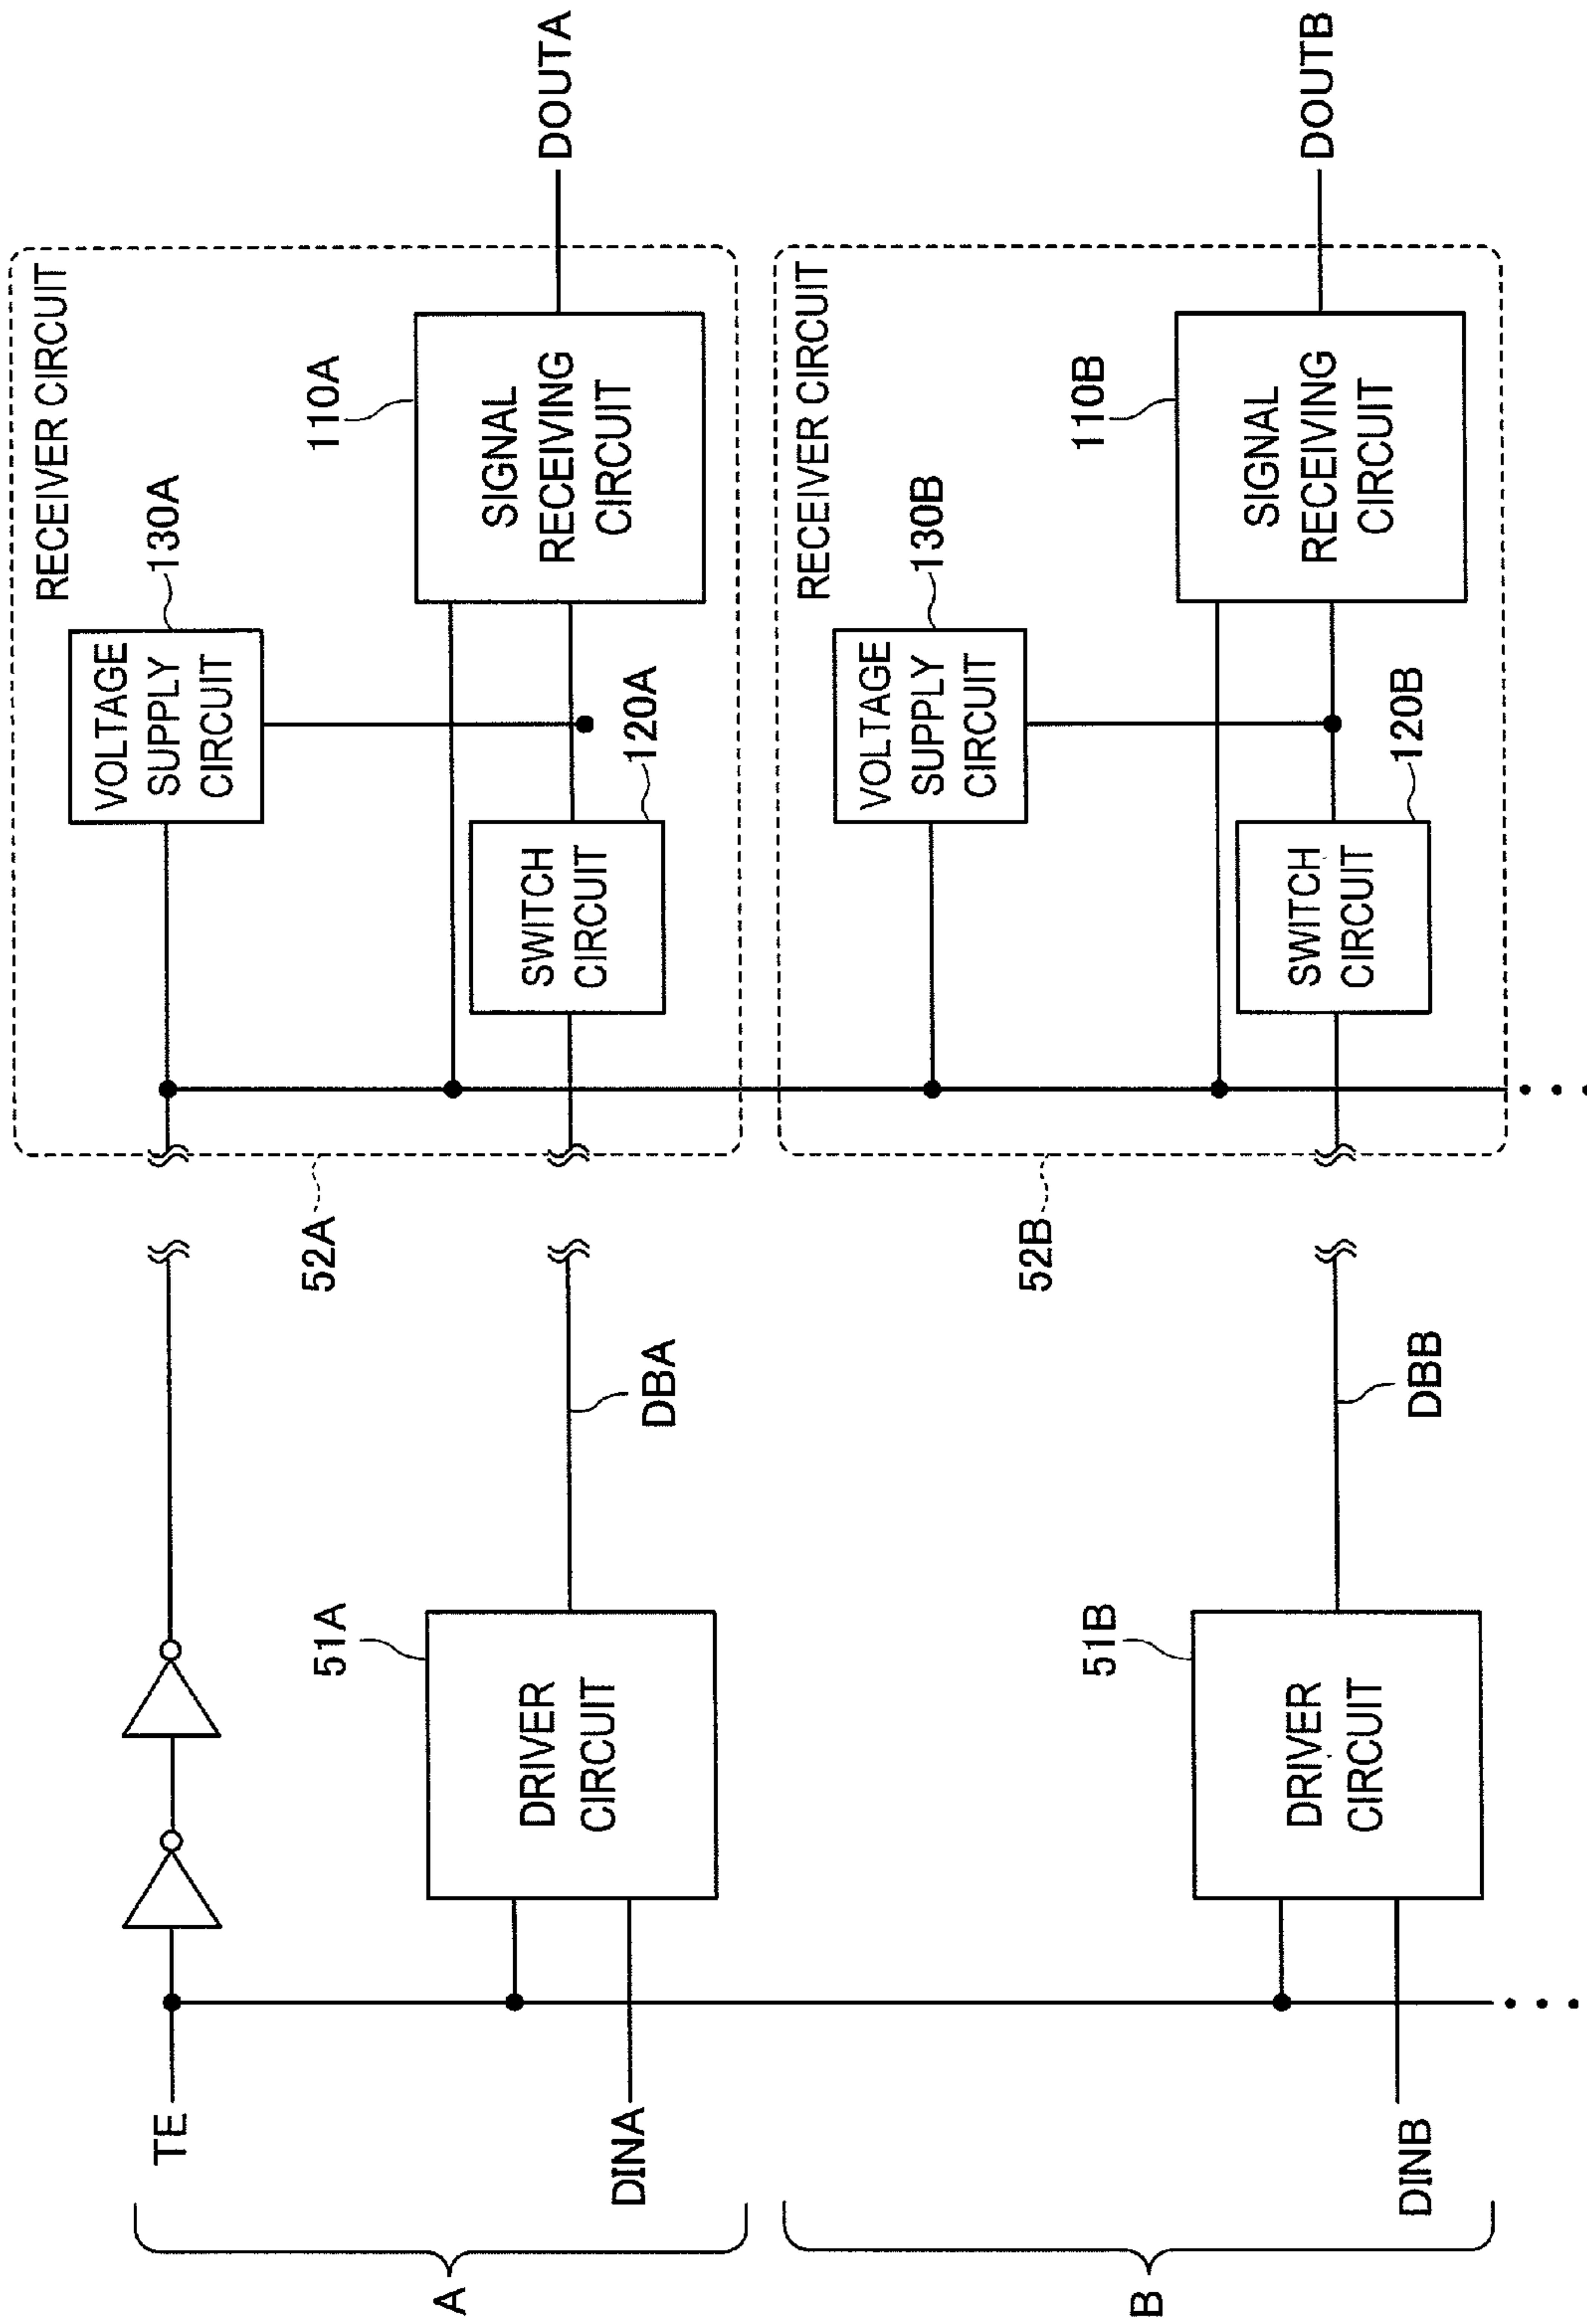 A
TE
DINA
51A
DRIVER
CIRCUIT
DBA
52A
RECEIVER CIRCUIT
VOLTAGE
SUPPLY
CIRCUIT
130A
SWITCH
CIRCUIT
120A
110A
SIGNAL
RECEIVING
CIRCUIT
DOUTA
B
DINB
51B
DRIVER
CIRCUIT
DBB
52B
RECEIVER CIRCUIT
VOLTAGE
SUPPLY
CIRCUIT
130B
SWITCH
CIRCUIT
120B
110B
SIGNAL
RECEIVING
CIRCUIT
DOUTB